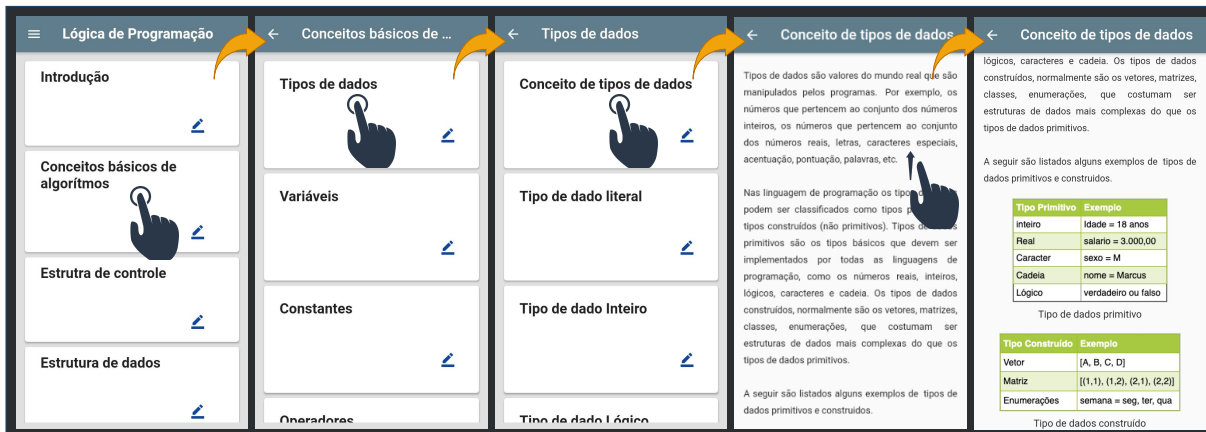 Lógica de Programação
Introdução
Conceitos básicos de
algorítmos
Estrutra de controle
Estrutura de dados
Conceitos básicos de ...
Tipos de dados
Variáveis
Constantes
Operadores
Tipos de dados
Conceito de tipos de dados
Tipo de dado literal
Tipo de dado Inteiro
Tipo de dado Lógico
Conceito de tipos de dados
Tipos de dados são valores do mundo real que são
manipulados pelos programas. Por exemplo, os
números que pertencem ao conjunto dos números
inteiros, os números que pertencem ao conjunto
dos números reais, letras, caracteres especiais,
acentuação, pontuação, palavras, etc.
Nas linguagem de programação os tipos
podem ser classificados como tipos
tipos construídos (não primitivos). Tipos de
primitivos são os tipos básicos que devem ser
implementados por todas as linguagens de
programação, como os números reais, inteiros,
lógicos, caracteres e cadeia. Os tipos de dados
construídos, normalmente são os vetores, matrizes,
classes, enumerações, que costumam ser
estruturas de dados mais complexas do que os
tipos de dados primitivos.
A seguir são listados alguns exemplos de tipos de
dados primitivos e construidos.
Conceito de tipos de dados
lógicos, caracteres e cadeia. Os tipos de dados
construídos, normalmente são os vetores, matrizes,
classes, enumerações, que costumam ser
estruturas de dados mais complexas do que os
tipos de dados primitivos.
A seguir são listados alguns exemplos de tipos de
dados primitivos e construidos.
Tipo Primitivo Exemplo
inteiro Idade = 18 anos
Real salario = 3.000,00
Caracter sexo = M
Cadeia nome = Marcus
Lógico verdadeiro ou falso
Tipo de dados primitivo
Tipo Construído Exemplo
Vetor [A, B, C, D]
Matriz [(1,1), (1,2), (2,1), (2,2)]
Enumerações semana = seg, ter, qua
Tipo de dados construído